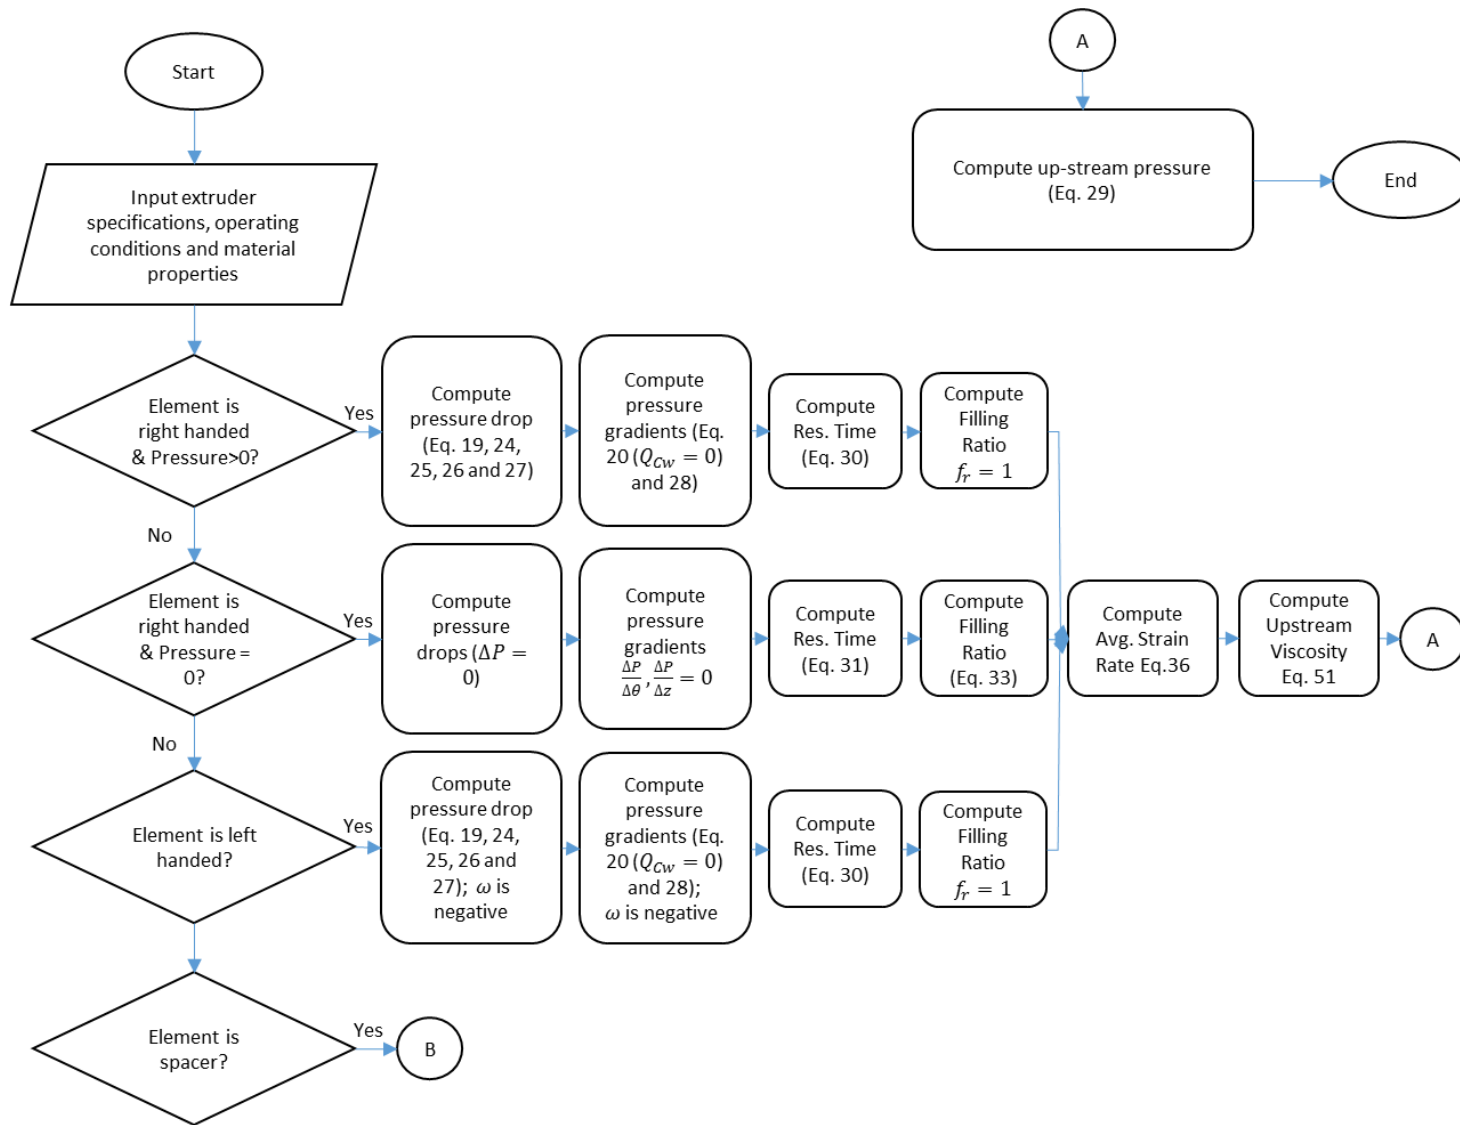 Start
Input extruder
specifications, operating
conditions and material
properties
A
Compute up-stream pressure
(Eq. 29)
End
Element is
right handed
& Pressure>0?
Yes
Compute
pressure drop
(Eq. 19, 24,
25, 26 and 27)
Compute
pressure
gradients (Eq.
20 (Q_{Cw} = 0)
and 28)
Compute
Res. Time
(Eq. 30)
Compute
Filling
Ratio
f_r = 1
No
Element is
right handed
& Pressure =
0?
Yes
Compute
pressure
drops (ΔP =
0)
Compute
pressure
gradients
ΔP/Δθ, ΔP/Δz = 0
Compute
Res. Time
(Eq. 31)
Compute
Filling
Ratio
(Eq. 33)
Compute
Avg. Strain
Rate Eq.36
Compute
Upstream
Viscosity
Eq. 51
A
No
Element is left
handed?
Yes
Compute
pressure drop
(Eq. 19, 24,
25, 26 and
27); ω is
negative
Compute
pressure
gradients (Eq.
20 (Q_{Cw} = 0)
and 28);
ω is negative
Compute
Res. Time
(Eq. 30)
Compute
Filling
Ratio
f_r = 1
Element is
spacer?
Yes
B